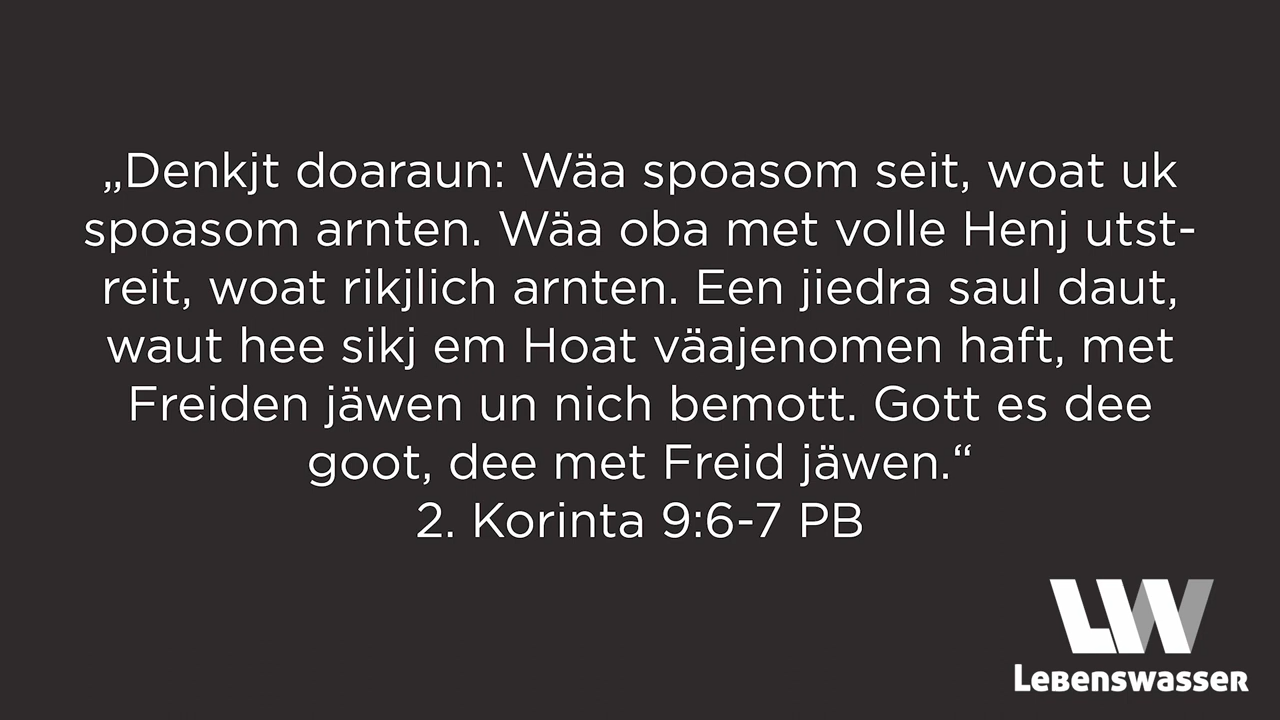 „Denkjt doaraun: Wäa spoasom seit, woat uk
spoasom arnten. Wäa oba met volle Henj utst-
reit, woat rikjlich arnten. Een jiedra saul daut,
waut hee sikj em Hoat väajenomen haft, met
Freiden jäwen un nich bemott. Gott es dee
goot, dee met Freid jäwen.“
2. Korinta 9:6-7 PB
LW
Lebenswasser